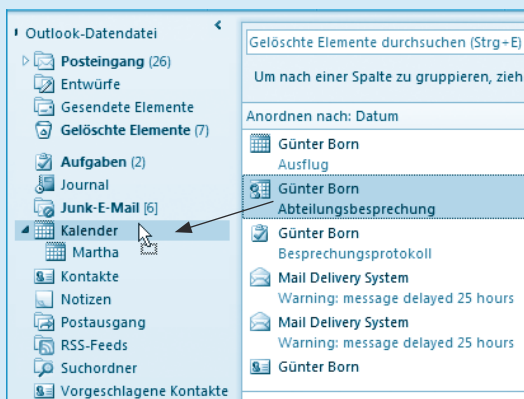 Outlook-Datendatei
Posteingang (26)
Entwürfe
Gesendete Elemente
Gelöschte Elemente (7)
Aufgaben (2)
Journal
Junk-E-Mail [6]
Kalender
Martha
Kontakte
Notizen
Postausgang
RSS-Feeds
Suchordner
Vorgeschlagene Kontakte
Gelöschte Elemente durchsuchen (Strg+E)
Um nach einer Spalte zu gruppieren, zieh
Anordnen nach: Datum
Günter Born
Ausflug
Günter Born
Abteilungsbesprechung
Günter Born
Besprechungsprotokoll
Mail Delivery System
Warning: message delayed 25 hours
Mail Delivery System
Warning: message delayed 25 hours
Günter Born